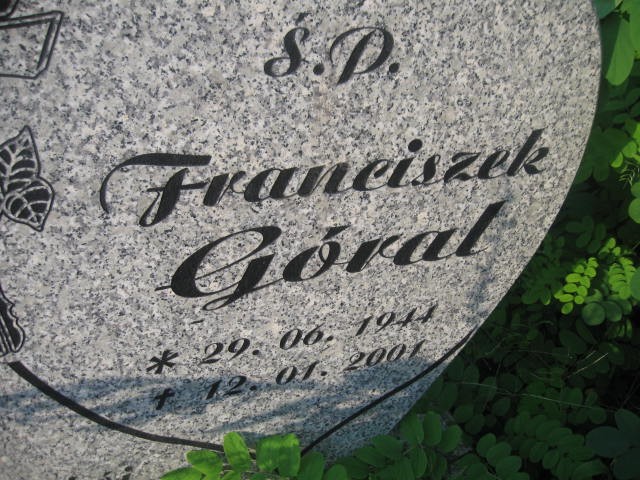 Ś.P.
Franciszek
Góral
* 29. 06. 1944
† 12. 01. 2001